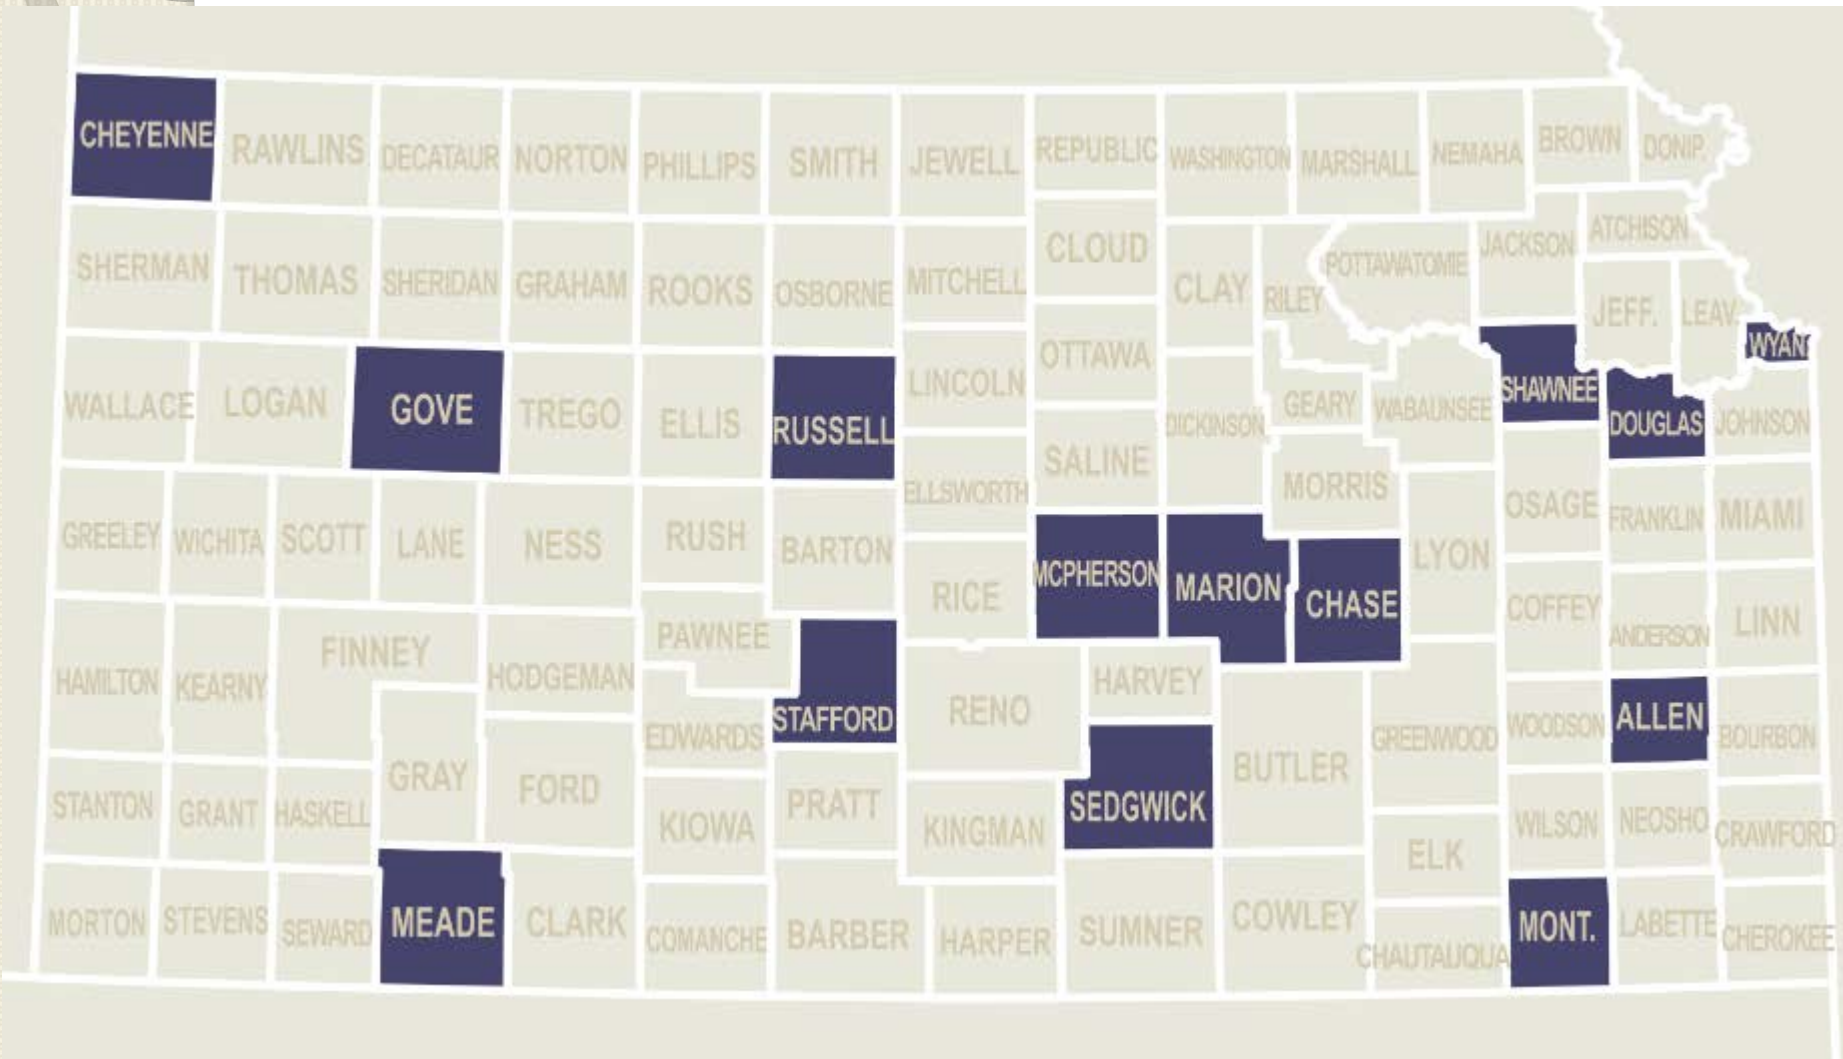 CHEYENNE
RAWLINS
DECATAUR
NORTON
PHILLIPS
SMITH
JEWELL
REPUBLIC
WASHINGTON
MARSHALL
NEMAHA
BROWN
DONIP.
SHERMAN
THOMAS
SHERIDAN
GRAHAM
ROOKS
OSBORNE
MITCHELL
CLOUD
CLAY
RILEY
POTTAWATOMIE
JACKSON
ATCHISON
JEFF.
LEAV.
WYAN.
WALLACE
LOGAN
GOVE
TREGO
ELLIS
RUSSELL
LINCOLN
OTTAWA
DICKINSON
GEARY
WABAUNSEE
SHAWNEE
DOUGLAS
JOHNSON
ELLSWORTH
SALINE
MORRIS
GREELEY
WICHITA
SCOTT
LANE
NESS
RUSH
BARTON
RICE
MCPHERSON
MARION
CHASE
LYON
OSAGE
FRANKLIN
MIAMI
HAMILTON
KEARNY
FINNEY
HODGEMAN
PAWNEE
STAFFORD
EDWARDS
RENO
HARVEY
COFFEY
ANDERSON
LINN
STANTON
GRANT
HASKELL
GRAY
FORD
KIOWA
PRATT
KINGMAN
SEDGWICK
BUTLER
GREENWOOD
WOODSON
ALLEN
BOURBON
WILSON
NEOSHO
CRAWFORD
MORTON
STEVENS
SEWARD
MEADE
CLARK
COMANCHE
BARBER
HARPER
SUMNER
COWLEY
ELK
CHAUTAUQUA
MONT.
LABETTE
CHEROKEE